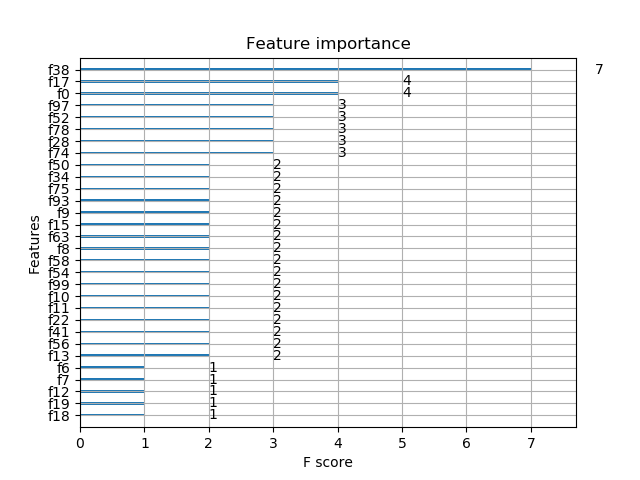 Feature importance
f38 7
f17 4
f0 4
f97 3
f52 3
f78 3
f28 3
f74 3
f50 2
f34 2
f75 2
f93 2
f9 2
f15 2
f63 2
f8 2
f58 2
f54 2
f99 2
f10 2
f11 2
f22 2
f41 2
f56 2
f13 2
f6 1
f7 1
f12 1
f19 1
f18 1
Features
0 1 2 3 4 5 6 7
F score